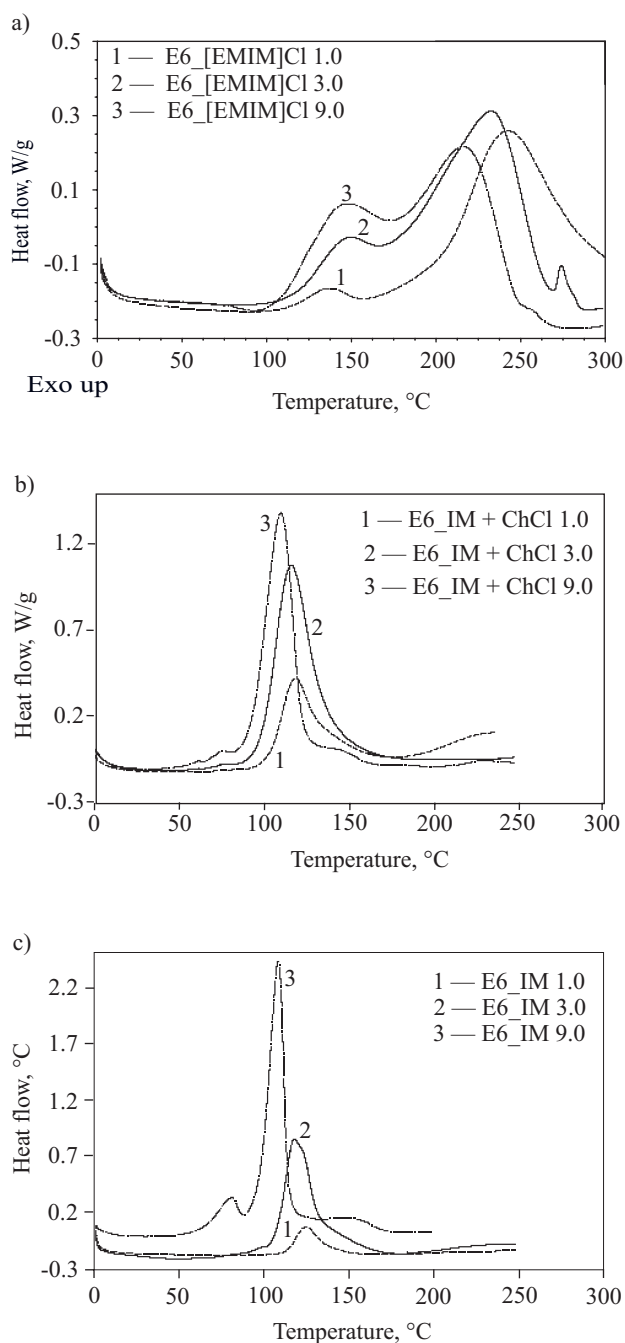 a)
0.5
1 — E6_[EMIM]Cl 1.0
2 — E6_[EMIM]Cl 3.0
3 — E6_[EMIM]Cl 9.0
0.3
0.1
-0.1
-0.3
Heat flow, W/g
3
2
1
0 50 100 150 200 250 300
Exo up
Temperature, °C
b)
1 — E6_IM + ChCl 1.0
2 — E6_IM + ChCl 3.0
3 — E6_IM + ChCl 9.0
1.2
0.7
0.2
-0.3
Heat flow, W/g
3
2
1
0 50 100 150 200 250 300
Temperature, °C
c)
1 — E6_IM 1.0
2 — E6_IM 3.0
3 — E6_IM 9.0
2.2
1.7
1.2
0.7
0.2
-0.3
Heat flow, °C
3
2
1
0 50 100 150 200 250 300
Temperature, °C